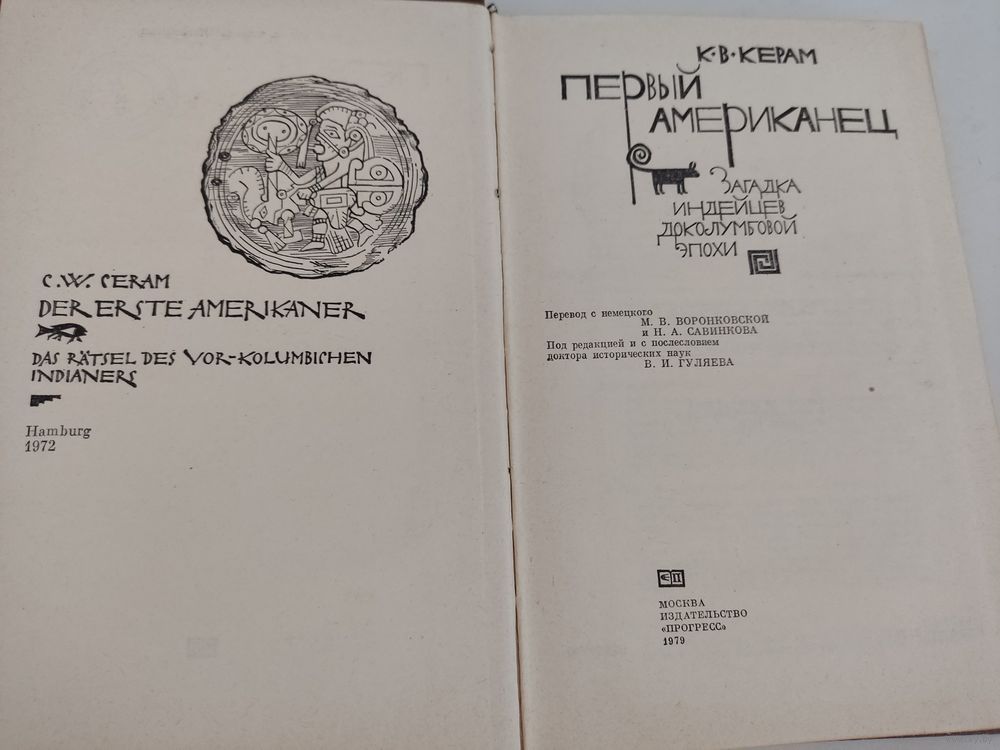 C.W. CERAM
DER ERSTE AMERIKANER
DAS RÄTSEL DES VOR-KOLUMBISCHEN
INDIANERS
Hamburg
1972
К·В·КЕРАМ
ПЕРВЫЙ
АМЕРИКАНЕЦ
ЗАГАДКА
ИНДЕЙЦЕВ
ДОКОЛУМБОВОЙ
ЭПОХИ
Перевод с немецкого
М. В. ВОРОНКОВСКОЙ
и Н. А. САВИНКОВА
Под редакцией и с послесловием
доктора исторических наук
В. И. ГУЛЯЕВА
МОСКВА
ИЗДАТЕЛЬСТВО
«ПРОГРЕСС»
1979